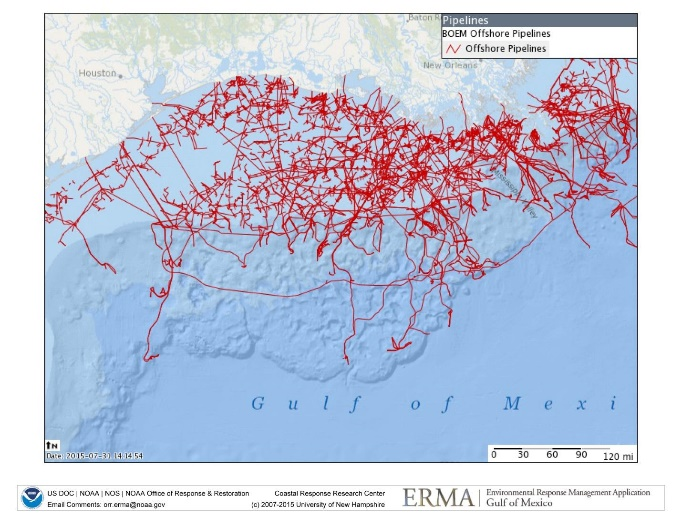 Baton R
Pipelines
BOEM Offshore Pipelines
Offshore Pipelines
Houston
New Orleans
Gulf of Mexi
N
Date: 2015-07-30 14:14:54
0 30 60 90 120 mi
US DOC | NOAA | NOS | NOAA Office of Response & Restoration
Coastal Response Research Center
Email Comments: orr.erma@noaa.gov
(c) 2007-2015 University of New Hampshire
ERMA
Environmental Response Management Application
Gulf of Mexico